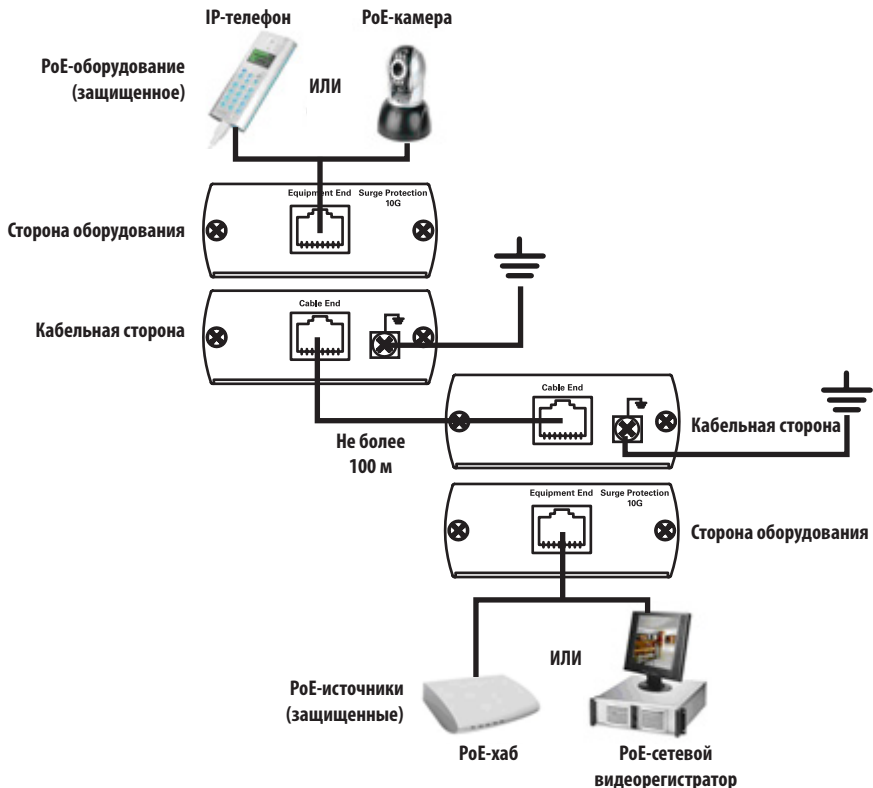 IP-телефон
PoE-камера
PoE-оборудование
(защищенное)
ИЛИ
Equipment End
Surge Protection
10G
Сторона оборудования
Cable End
Кабельная сторона
Cable End
Кабельная сторона
Не более
100 м
Equipment End
Surge Protection
10G
Сторона оборудования
ИЛИ
PoE-источники
(защищенные)
PoE-хаб
PoE-сетевой
видеорегистратор